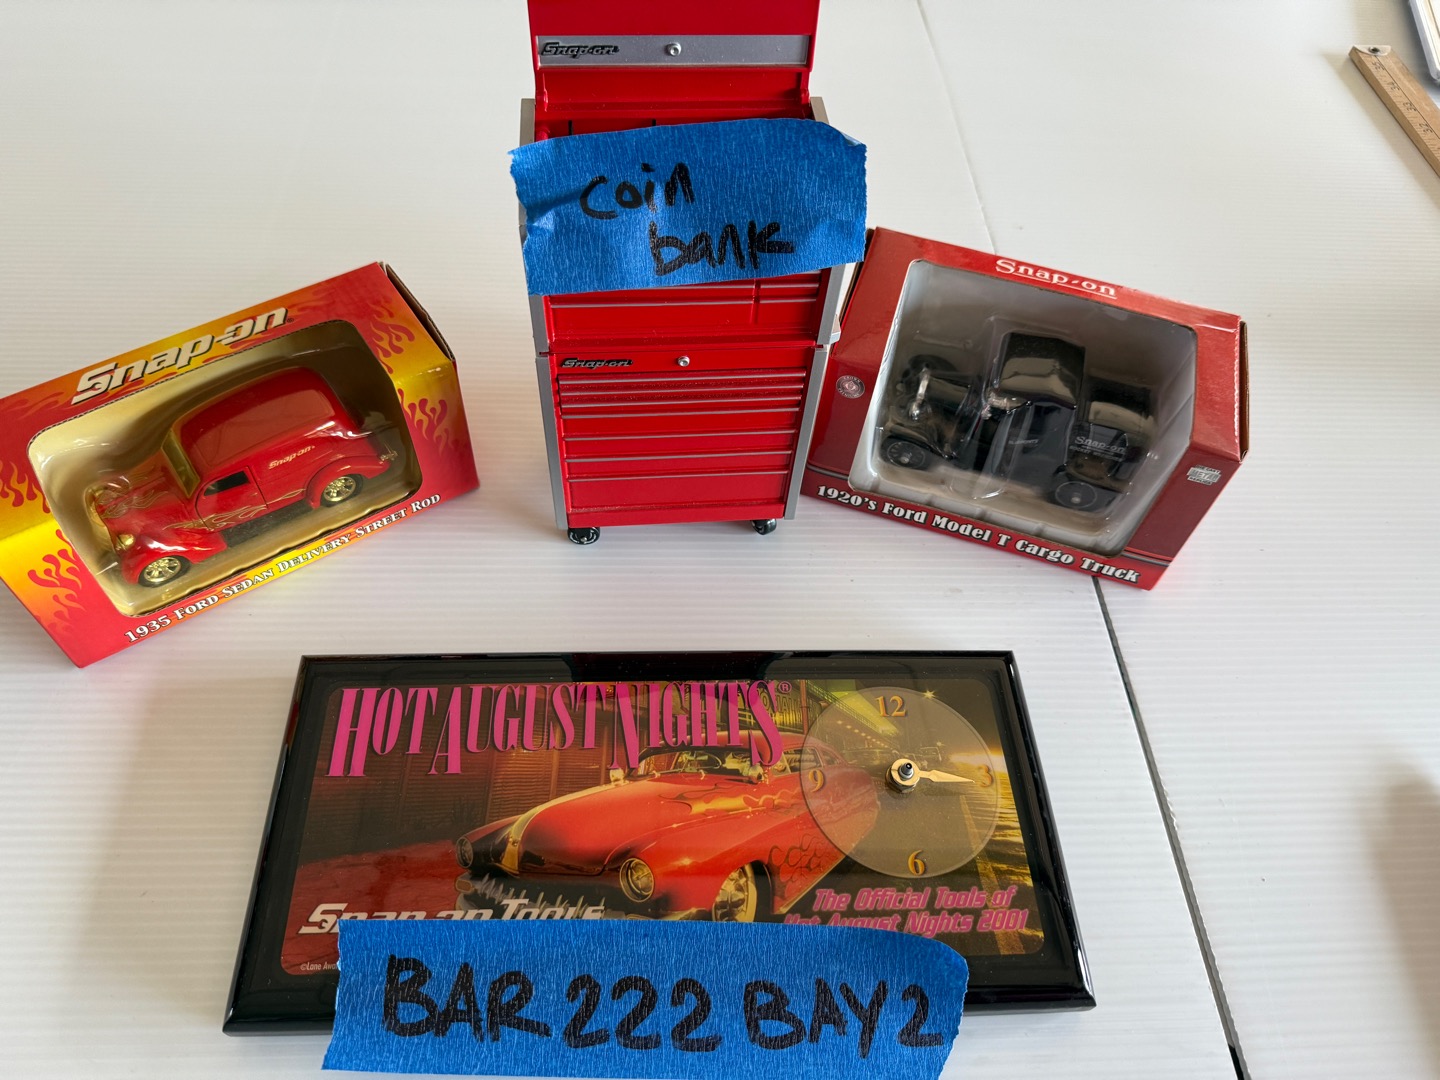 Snap-on
coin
bank
Snap-on
Snap-on
Snap-on
1935 FORD SEDAN DELIVERY STREET ROD
Snap-on
Snap-on
1920's Ford Model T Cargo Truck
HOT AUGUST NIGHTS®
12
9
3
6
Snap-on Tools
The Official Tools of
Hot August Nights 2001
BAR 222 BAY 2